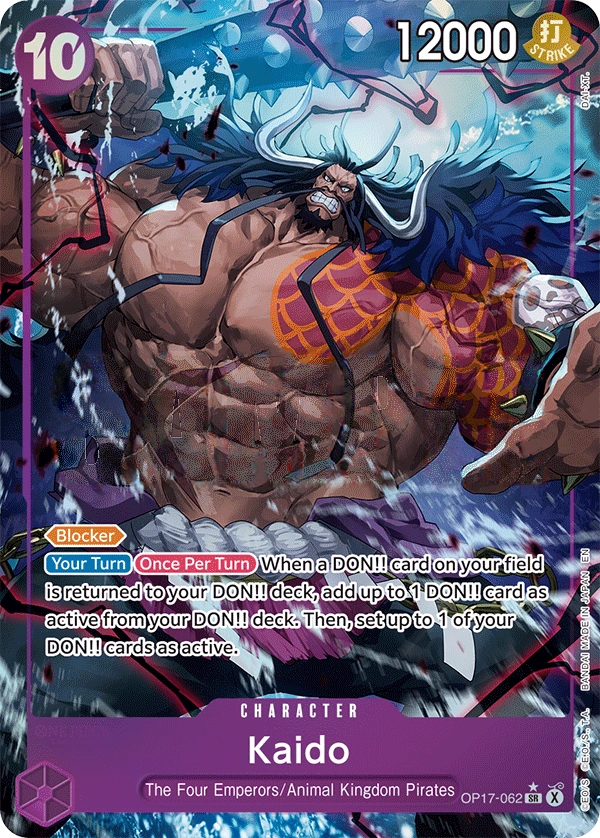 10
12000
打
STRIKE
DAI-XT.
Blocker
Your Turn Once Per Turn When a DON!! card on your field
is returned to your DON!! deck, add up to 1 DON!! card as
active from your DON!! deck. Then, set up to 1 of your
DON!! cards as active.
CHARACTER
Kaido
The Four Emperors/Animal Kingdom Pirates
OP17-062 SR X
BANDAI MADE IN JAPAN EN